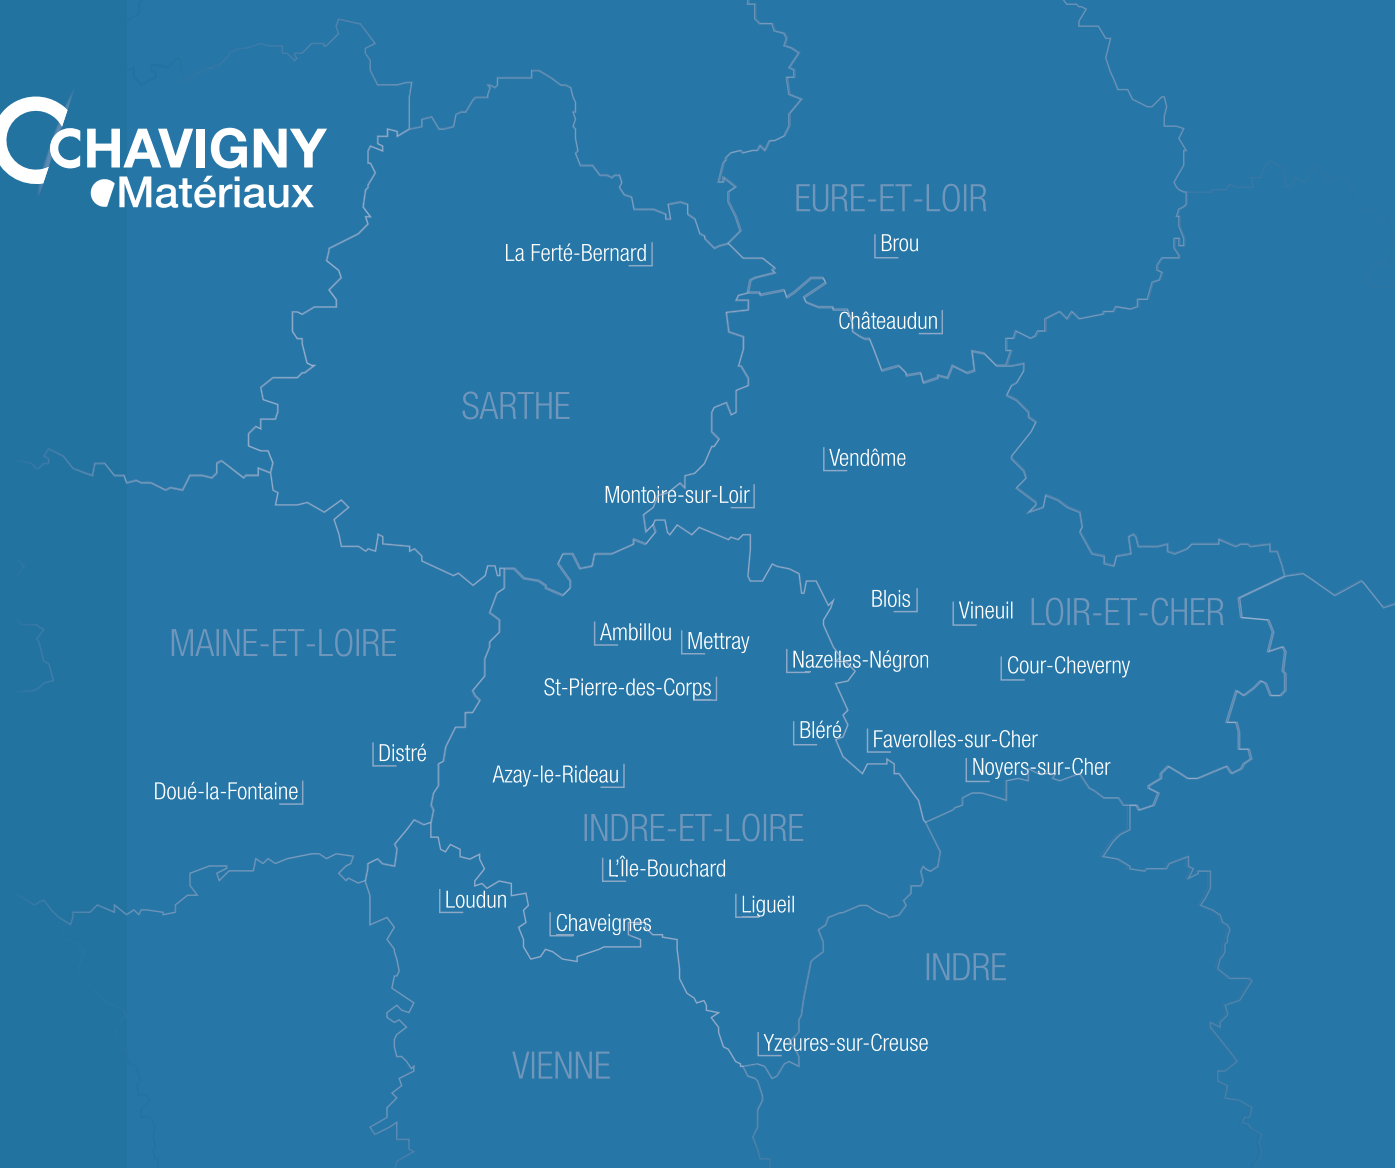 CHAVIGNY
Matériaux
EURE-ET-LOIR
Brou
La Ferté-Bernard
Châteaudun
SARTHE
Vendôme
Montoire-sur-Loir
Blois
Vineuil
LOIR-ET-CHER
Ambillou
Mettray
MAINE-ET-LOIRE
Nazelles-Négron
Cour-Cheverny
St-Pierre-des-Corps
Bléré
Faverolles-sur-Cher
Distré
Noyers-sur-Cher
Azay-le-Rideau
Doué-la-Fontaine
INDRE-ET-LOIRE
L'Île-Bouchard
Loudun
Ligueil
Chaveignes
INDRE
Yzeures-sur-Creuse
VIENNE